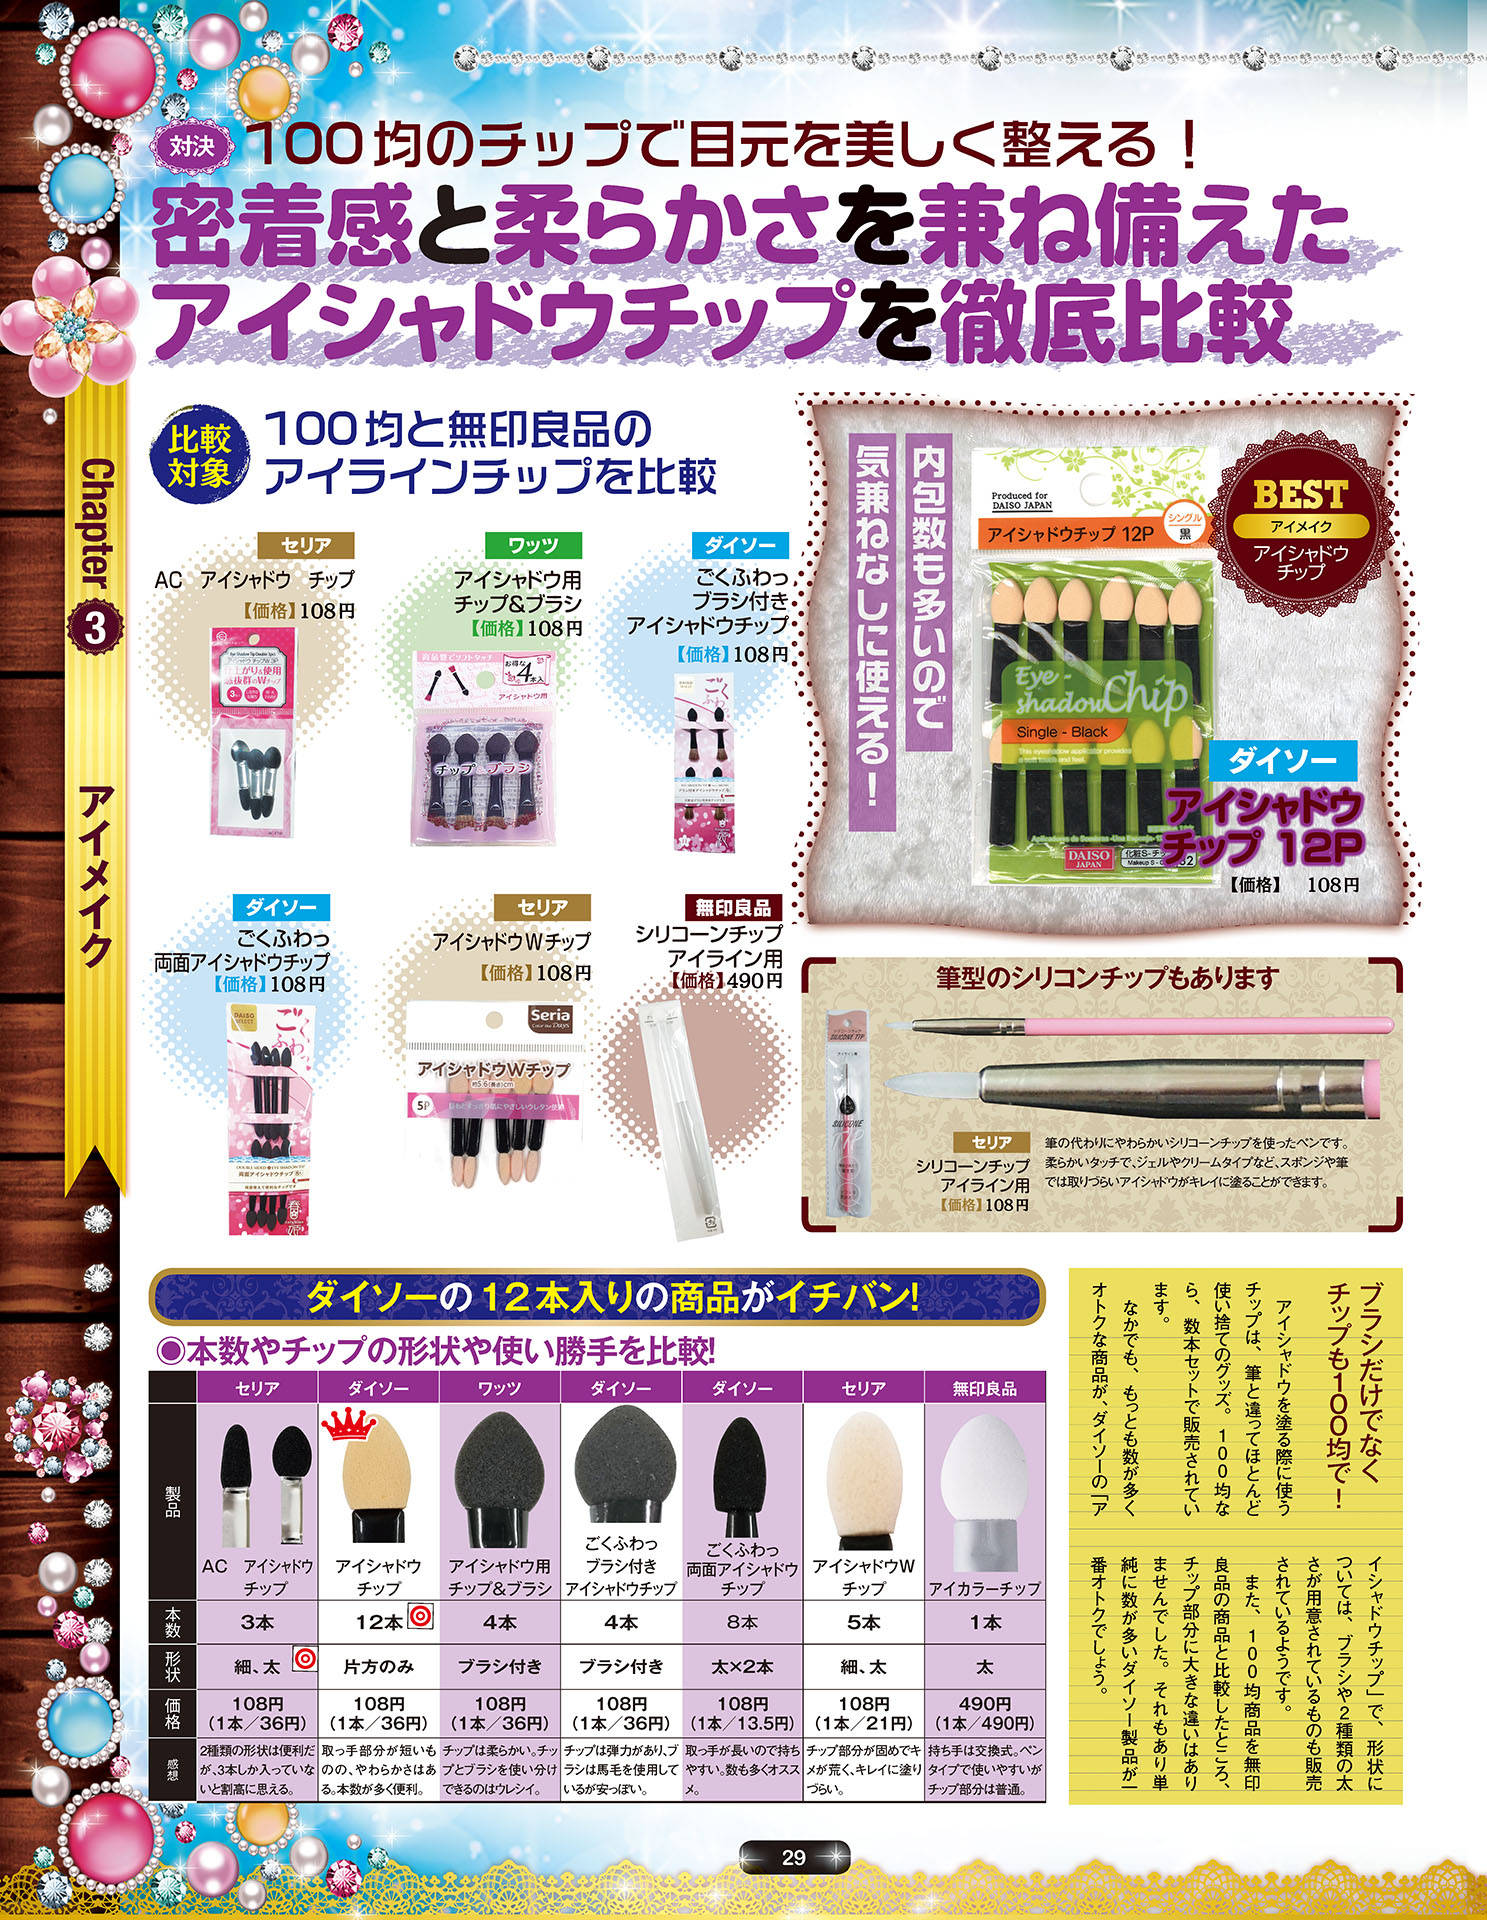 対決
100均のチップで目元を美しく整える！
密着感と柔らかさを兼ね備えた
アイシャドウチップを徹底比較
Chapter
3
アイメイク
比較
対象
100均と無印良品の
アイラインチップを比較
セリア
AC アイシャドウ チップ
【価格】108円
ワッツ
アイシャドウ用
チップ&ブラシ
【価格】108円
お得な
4本入
アイシャドウ用
チップ ブラシ
ダイソー
ごくふわっ
ブラシ付き
アイシャドウチップ
【価格】108円
ダイソー
ごくふわっ
両面アイシャドウチップ
【価格】108円
DAISO
SELECT
セリア
アイシャドウWチップ
【価格】108円
Seria
Color the Days
アイシャドウWチップ
約5.6(長さ)cm
5P
無印良品
シリコーンチップ
アイライン用
【価格】490円
内包数も多いので
気兼ねなしに使える！
Produced for
DAISO JAPAN
アイシャドウチップ 12P
シングル
黒
Eye-
shadow Chip
Single - Black
This eyeshadow applicator provides
a soft touch and feel.
DAISO
JAPAN
BEST
アイメイク
アイシャドウ
チップ
ダイソー
アイシャドウ
チップ 12P
【価格】 108円
筆型のシリコンチップもあります
SILICONE TIP
アイライン用
SILICONE
セリア
シリコーンチップ
アイライン用
【価格】108円
筆の代わりにやわらかいシリコーンチップを使ったペンです。
柔らかいタッチで、ジェルやクリームタイプなど、スポンジや筆
では取りづらいアイシャドウがキレイに塗ることができます。
ダイソーの12本入りの商品がイチバン!
◉本数やチップの形状や使い勝手を比較!
セリア ダイソー ワッツ ダイソー ダイソー セリア 無印良品
製品
AC アイシャドウ
チップ
アイシャドウ
チップ
アイシャドウ用
チップ&ブラシ
ごくふわっ
ブラシ付き
アイシャドウチップ
ごくふわっ
両面アイシャドウ
チップ
アイシャドウW
チップ
アイカラーチップ
本数 3本 12本 4本 4本 8本 5本 1本
形状 細、太 片方のみ ブラシ付き ブラシ付き 太×2本 細、太 太
価格 108円 108円 108円 108円 108円 108円 490円
（1本／36円） （1本／36円） （1本／36円） （1本／36円） （1本／13.5円） （1本／21円） （1本／490円）
感想
2種類の形状は便利だ
が、3本しか入っていな
いと割高に思える。
取っ手部分が短いも
のの、やわらかさはあ
る。本数が多く便利。
チップは柔らかい。チッ
プとブラシを使い分け
できるのはウレシイ。
チップは弾力があり、ブ
ラシは馬毛を使用して
いるが安っぽい。
取っ手が長いので持ち
やすい。数も多くオスス
メ。
チップ部分が固めでキ
メが荒く、キレイに塗り
づらい。
持ち手は交換式。ペン
タイプで使いやすいが
チップ部分は普通。
ブラシだけでなく
チップも100均で！
アイシャドウを塗る際に使う
チップは、筆と違ってほとんど
使い捨てのグッズ。100均な
ら、数本セットで販売されてい
ます。
なかでも、もっとも数が多く
オトクな商品が、ダイソーの「ア
イシャドウチップ」で、形状に
ついては、ブラシや2種類の太
さが用意されているものも販売
されているようです。
また、100均商品を無印
良品の商品と比較したところ、
チップ部分に大きな違いはあり
ませんでした。それもあり単
純に数が多いダイソー製品が一
番オトクでしょう。
29